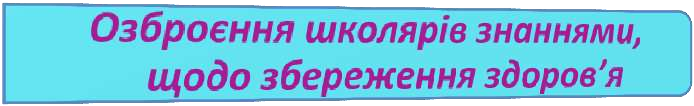 Озброєння школярів знаннями,
щодо збереження здоров’я